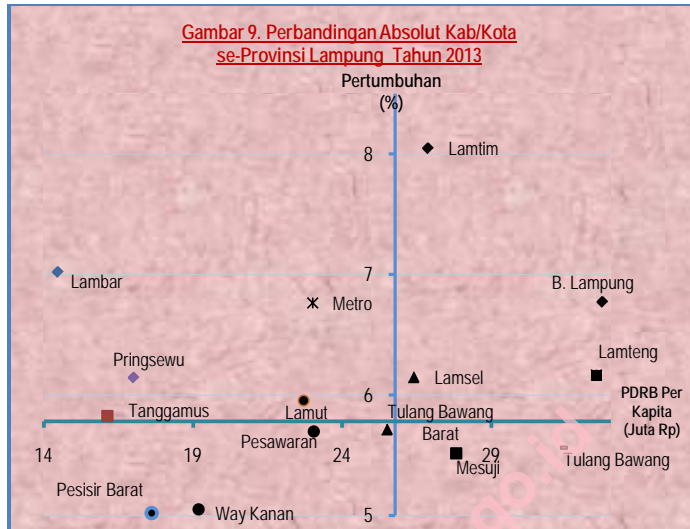 Gambar 9. Perbandingan Absolut Kab/Kota
se-Provinsi Lampung Tahun 2013
Pertumbuhan
(%)
8
Lamtim
7
Lambar
B. Lampung
Metro
Lamteng
Pringsewu
Lamsel
6
PDRB Per
Kapita
(Juta Rp)
Tanggamus
Lamut
Tulang Bawang
Barat
Pesawaran
14
19
24
29
Mesuji
Tulang Bawang
Pesisir Barat
Way Kanan
5
go.id